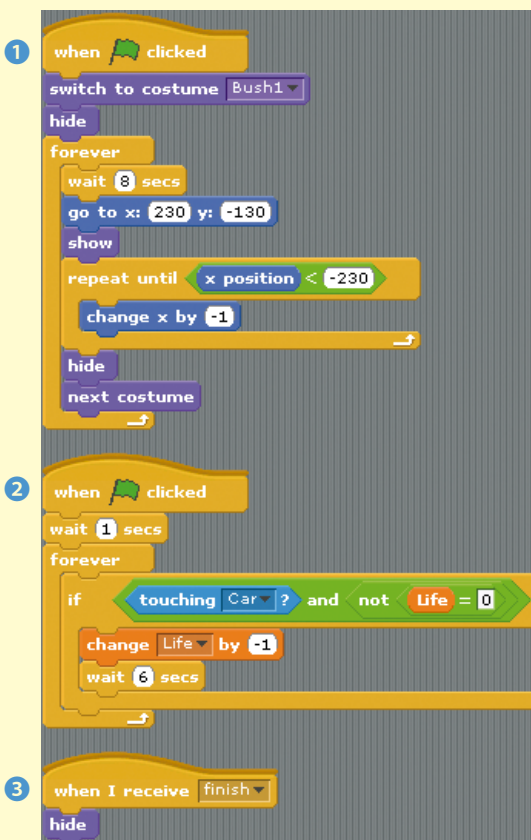 1
when clicked
switch to costume Bush1
hide
forever
wait 8 secs
go to x: 230 y: -130
show
repeat until x position < -230
change x by -1
hide
next costume
2
when clicked
wait 1 secs
forever
if touching Car ? and not Life = 0
change Life by -1
wait 6 secs
3
when I receive finish
hide